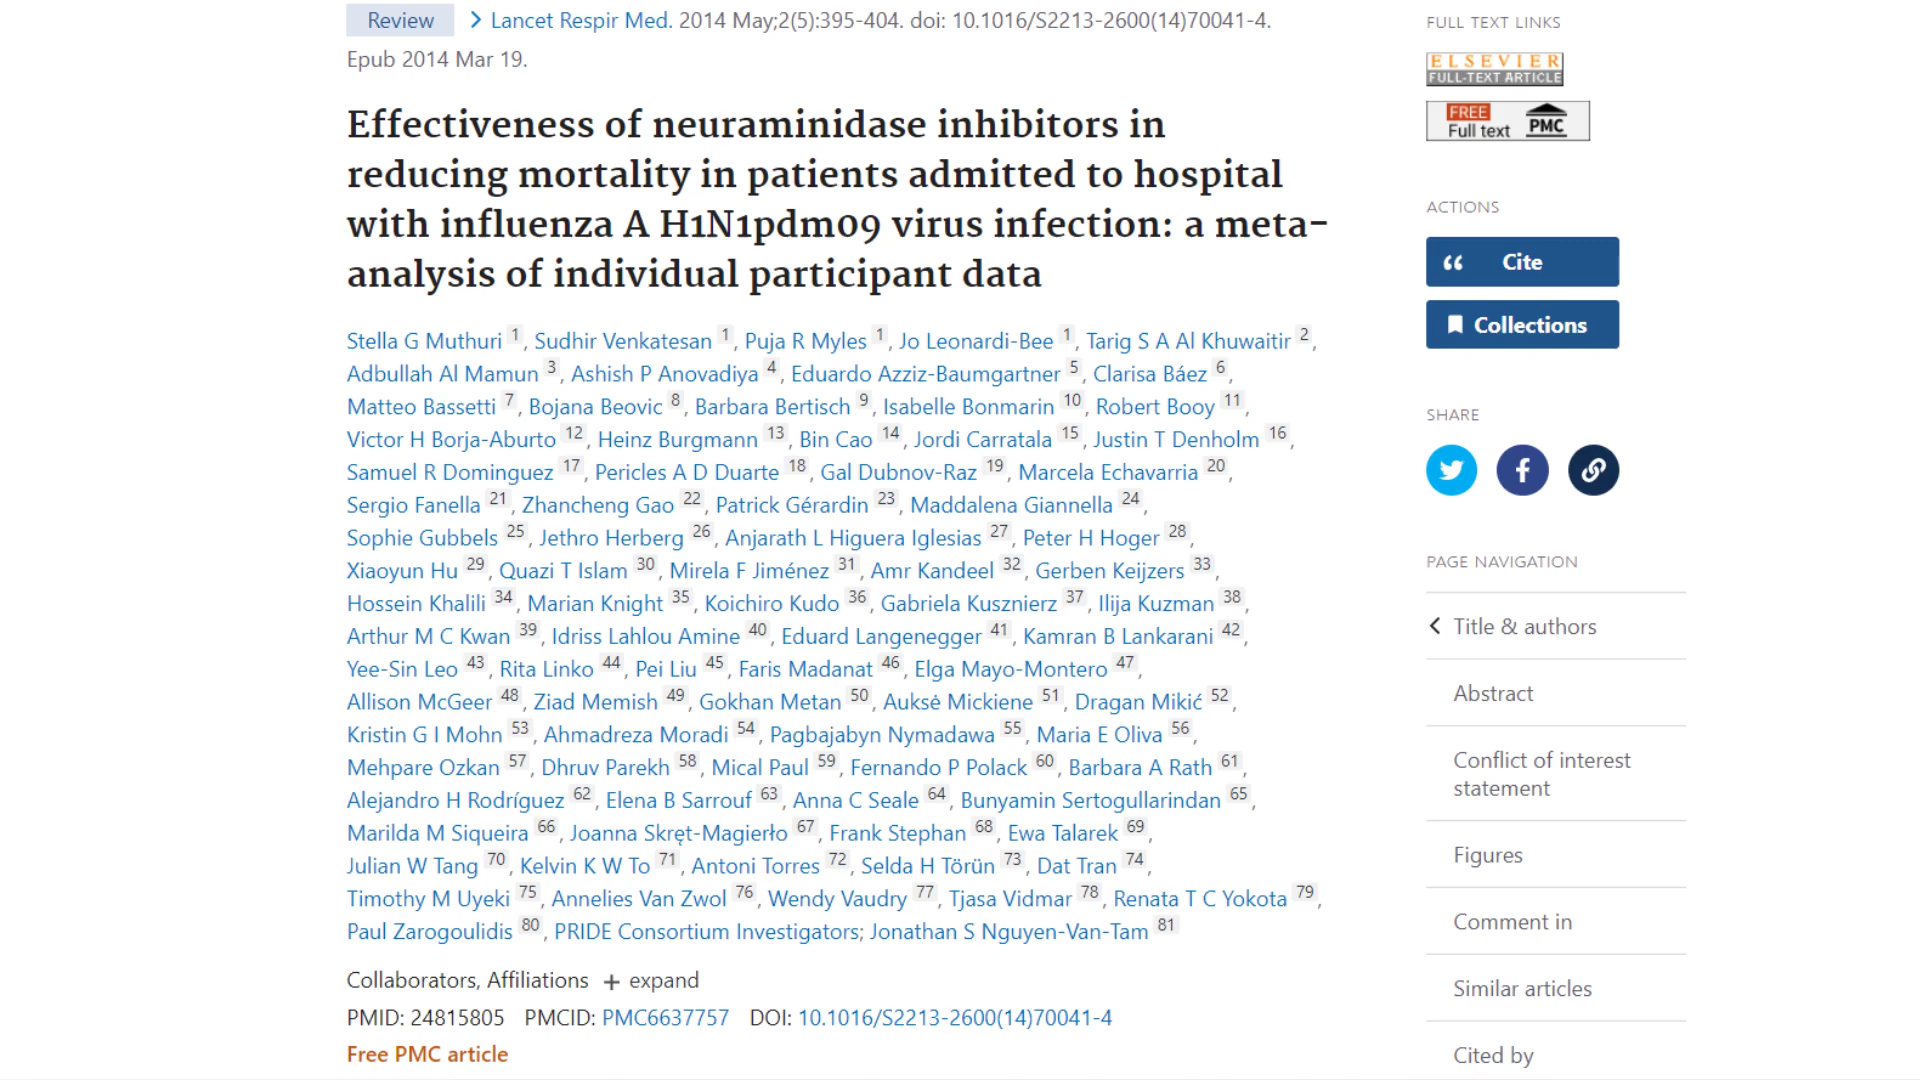 Review > Lancet Respir Med. 2014 May;2(5):395-404. doi: 10.1016/S2213-2600(14)70041-4.
Epub 2014 Mar 19.
Effectiveness of neuraminidase inhibitors in
reducing mortality in patients admitted to hospital
with influenza A H1N1pdm09 virus infection: a meta-
analysis of individual participant data
Stella G Muthuri 1, Sudhir Venkatesan 1, Puja R Myles 1, Jo Leonardi-Bee 1, Tarig S A Al Khuwaitir 2,
Adbullah Al Mamun 3, Ashish P Anovadiya 4, Eduardo Azziz-Baumgartner 5, Clarisa Báez 6,
Matteo Bassetti 7, Bojana Beovic 8, Barbara Bertisch 9, Isabelle Bonmarin 10, Robert Booy 11,
Victor H Borja-Aburto 12, Heinz Burgmann 13, Bin Cao 14, Jordi Carratala 15, Justin T Denholm 16,
Samuel R Dominguez 17, Pericles A D Duarte 18, Gal Dubnov-Raz 19, Marcela Echavarria 20,
Sergio Fanella 21, Zhancheng Gao 22, Patrick Gérardin 23, Maddalena Giannella 24,
Sophie Gubbels 25, Jethro Herberg 26, Anjarath L Higuera Iglesias 27, Peter H Hoger 28,
Xiaoyun Hu 29, Quazi T Islam 30, Mirela F Jiménez 31, Amr Kandeel 32, Gerben Keijzers 33,
Hossein Khalili 34, Marian Knight 35, Koichiro Kudo 36, Gabriela Kusznierz 37, Ilija Kuzman 38,
Arthur M C Kwan 39, Idriss Lahlou Amine 40, Eduard Langenegger 41, Kamran B Lankarani 42,
Yee-Sin Leo 43, Rita Linko 44, Pei Liu 45, Faris Madanat 46, Elga Mayo-Montero 47,
Allison McGeer 48, Ziad Memish 49, Gokhan Metan 50, Auksė Mickiene 51, Dragan Mikić 52,
Kristin G I Mohn 53, Ahmadreza Moradi 54, Pagbajabyn Nymadawa 55, Maria E Oliva 56,
Mehpare Ozkan 57, Dhruv Parekh 58, Mical Paul 59, Fernando P Polack 60, Barbara A Rath 61,
Alejandro H Rodríguez 62, Elena B Sarrouf 63, Anna C Seale 64, Bunyamin Sertogullarindan 65,
Marilda M Siqueira 66, Joanna Skręt-Magierło 67, Frank Stephan 68, Ewa Talarek 69,
Julian W Tang 70, Kelvin K W To 71, Antoni Torres 72, Selda H Törün 73, Dat Tran 74,
Timothy M Uyeki 75, Annelies Van Zwol 76, Wendy Vaudry 77, Tjasa Vidmar 78, Renata T C Yokota 79,
Paul Zarogoulidis 80, PRIDE Consortium Investigators; Jonathan S Nguyen-Van-Tam 81
Collaborators, Affiliations + expand
PMID: 24815805 PMCID: PMC6637757 DOI: 10.1016/S2213-2600(14)70041-4
Free PMC article
FULL TEXT LINKS
ELSEVIER
FULL-TEXT ARTICLE
FREE
Full text PMC
ACTIONS
Cite
Collections
SHARE
PAGE NAVIGATION
Title & authors
Abstract
Conflict of interest
statement
Figures
Comment in
Similar articles
Cited by